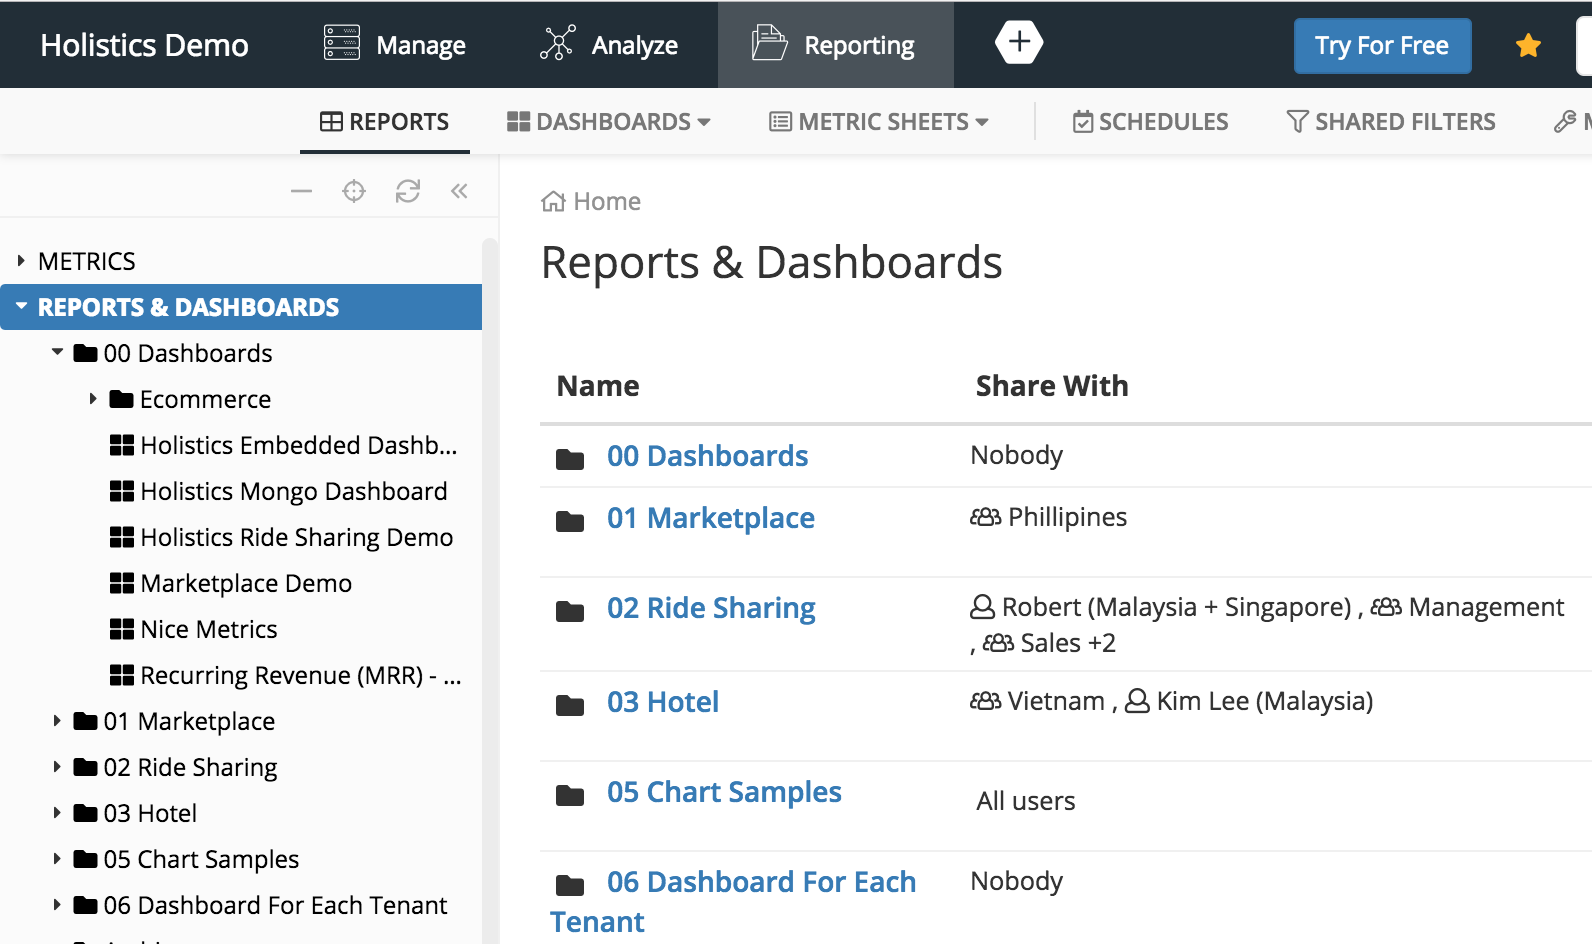 Holistics Demo Manage Analyze Reporting Try For Free
REPORTS DASHBOARDS METRIC SHEETS SCHEDULES SHARED FILTERS
Home
Reports & Dashboards
METRICS
REPORTS & DASHBOARDS
00 Dashboards
Ecommerce
Holistics Embedded Dashb...
Holistics Mongo Dashboard
Holistics Ride Sharing Demo
Marketplace Demo
Nice Metrics
Recurring Revenue (MRR) - ...
01 Marketplace
02 Ride Sharing
03 Hotel
05 Chart Samples
06 Dashboard For Each Tenant
Name Share With
00 Dashboards Nobody
01 Marketplace Phillipines
02 Ride Sharing Robert (Malaysia + Singapore) , Management
, Sales +2
03 Hotel Vietnam , Kim Lee (Malaysia)
05 Chart Samples All users
06 Dashboard For Each Nobody
Tenant